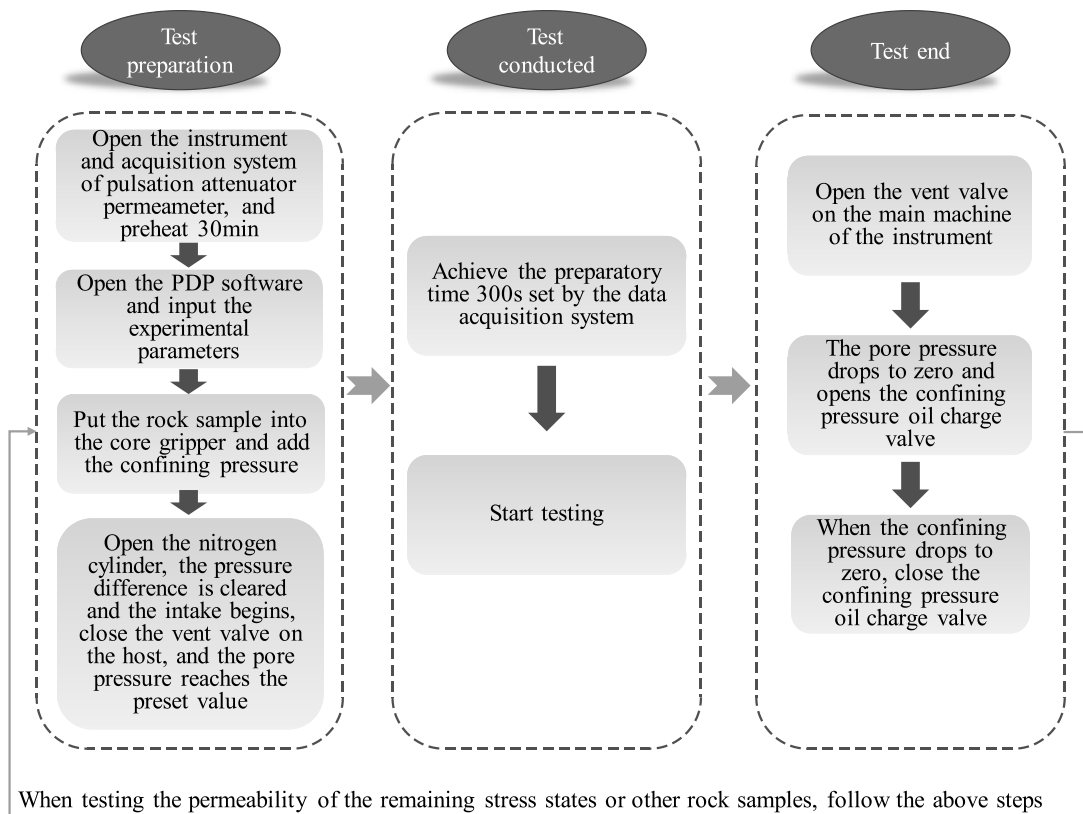 Test
preparation
Open the instrument
and acquisition system
of pulsation attenuator
permeameter, and
preheat 30min
Open the PDP software
and input the
experimental
parameters
Put the rock sample into
the core gripper and add
the confining pressure
Open the nitrogen
cylinder, the pressure
difference is cleared
and the intake begins,
close the vent valve on
the host, and the pore
pressure reaches the
preset value
Test
conducted
Achieve the preparatory
time 300s set by the data
acquisition system
Start testing
Test end
Open the vent valve
on the main machine
of the instrument
The pore pressure
drops to zero and
opens the confining
pressure oil charge
valve
When the confining
pressure drops to
zero, close the
confining pressure
oil charge valve
When testing the permeability of the remaining stress states or other rock samples, follow the above steps